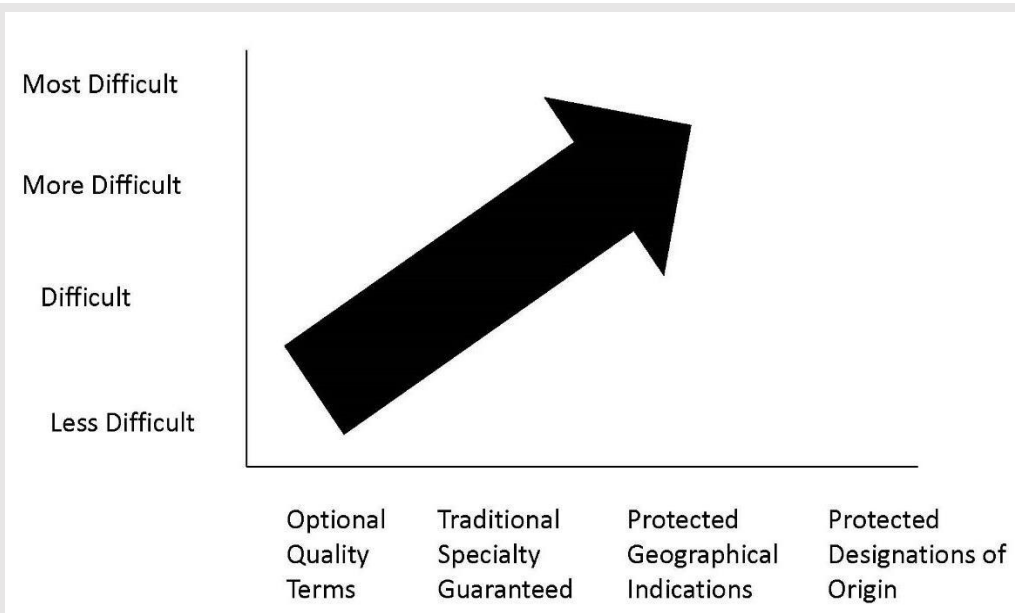 Most Difficult
More Difficult
Difficult
Less Difficult
Optional
Quality
Terms
Traditional
Specialty
Guaranteed
Protected
Geographical
Indications
Protected
Designations of
Origin